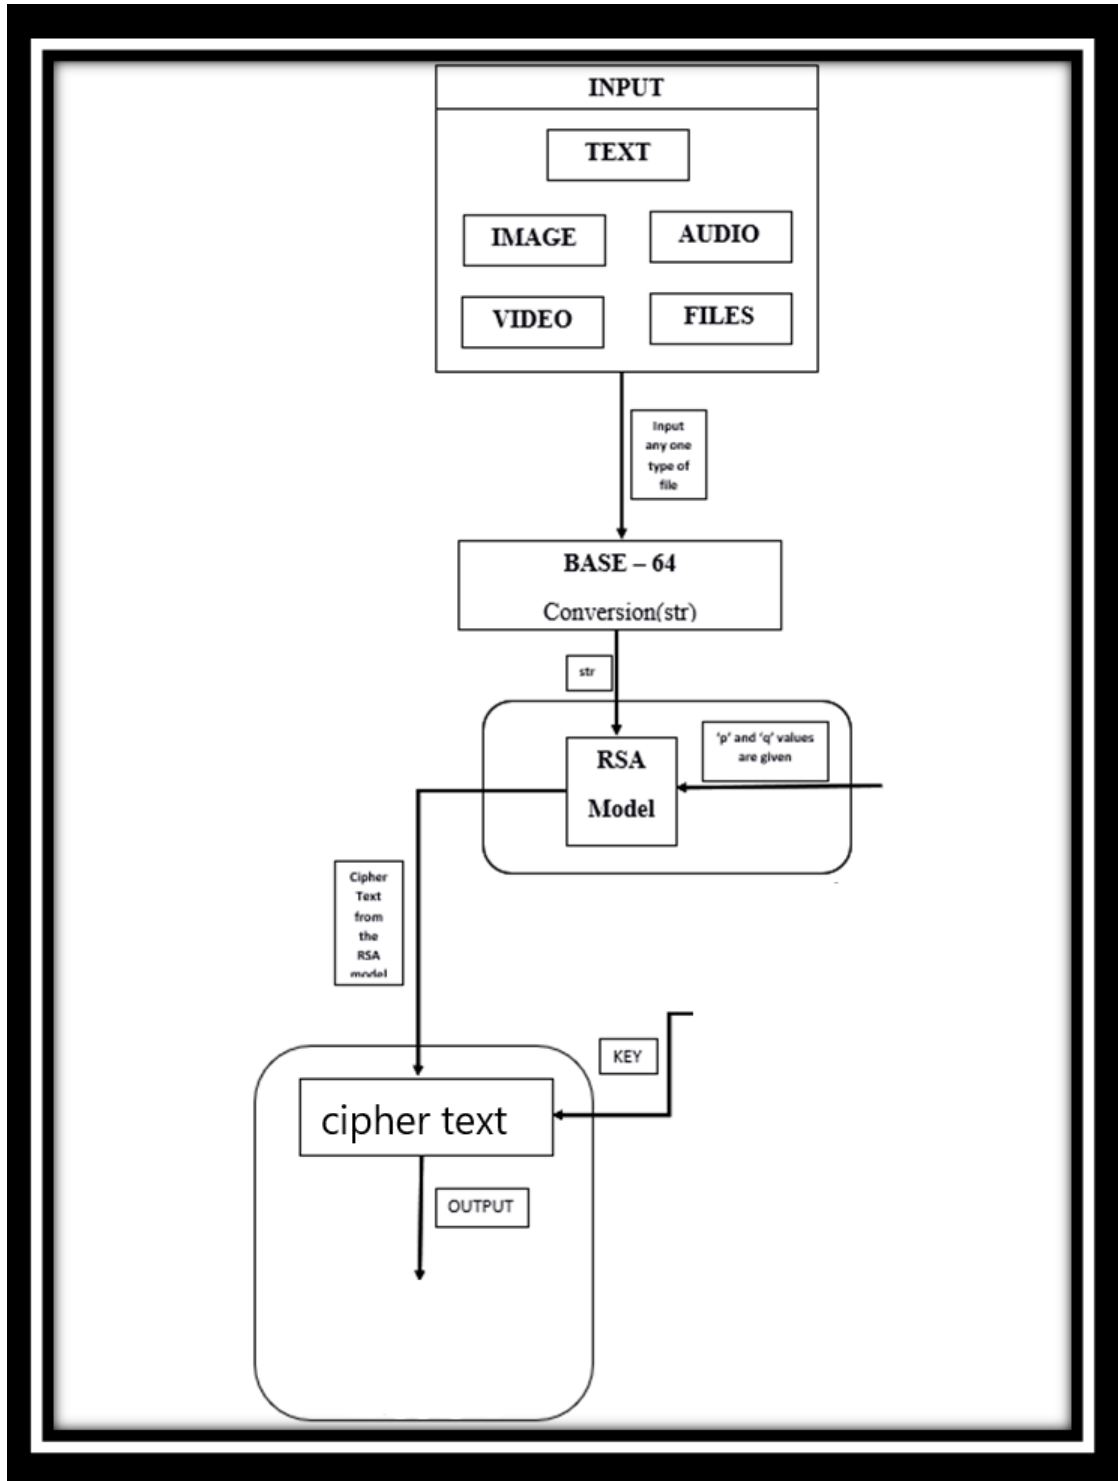 INPUT
TEXT
IMAGE
AUDIO
VIDEO
FILES
Input
any one
type of
file
BASE – 64
Conversion(str)
str
RSA
Model
‘p’ and ‘q’ values
are given
Cipher
Text
from
the
RSA
model
KEY
cipher text
OUTPUT